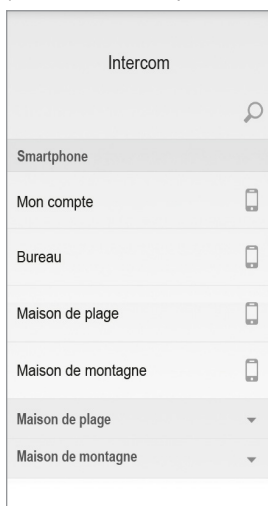 Intercom
Smartphone
Mon compte
Bureau
Maison de plage
Maison de montagne
Maison de plage
Maison de montagne